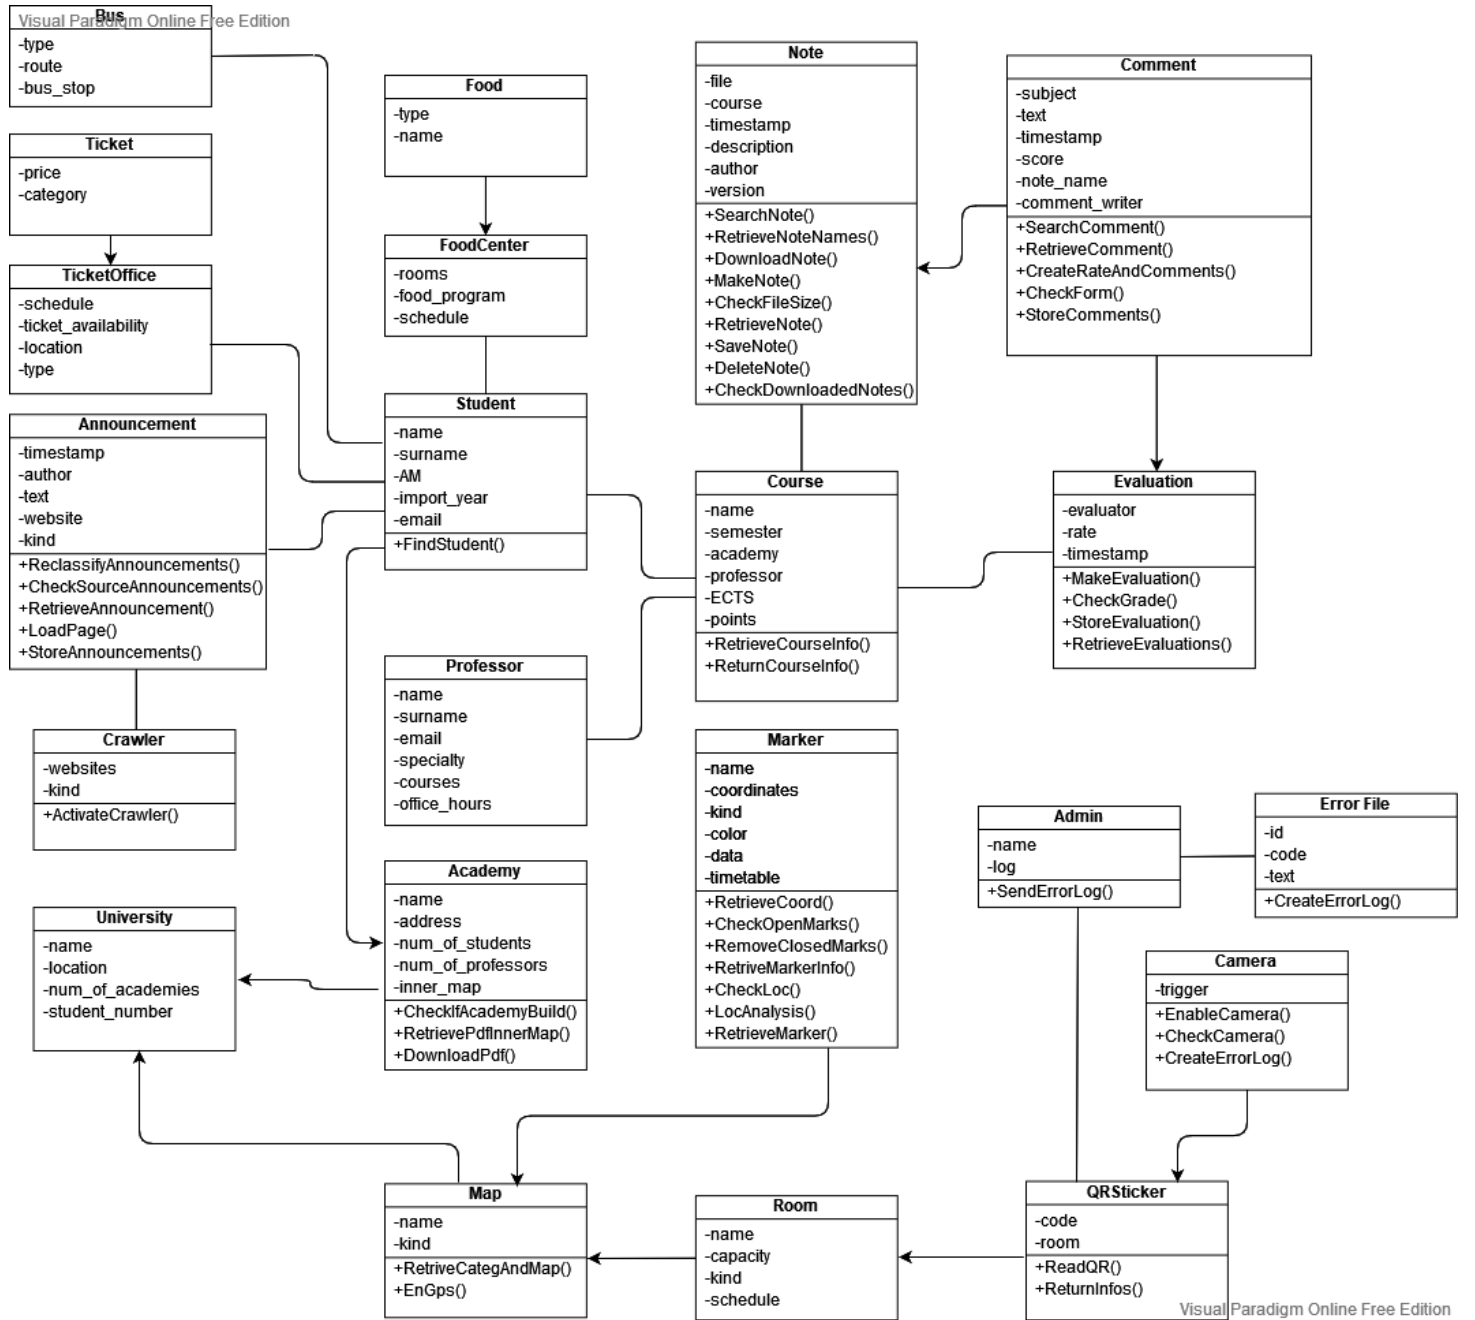 Visual Paradigm Online Free Edition
Bus
-type
-route
-bus_stop
Ticket
-price
-category
TicketOffice
-schedule
-ticket_availability
-location
-type
Announcement
-timestamp
-author
-text
-website
-kind
+ReclassifyAnnouncements()
+CheckSourceAnnouncements()
+RetrieveAnnouncement()
+LoadPage()
+StoreAnnouncements()
Crawler
-websites
-kind
+ActivateCrawler()
University
-name
-location
-num_of_academies
-student_number
Food
-type
-name
FoodCenter
-rooms
-food_program
-schedule
Student
-name
-surname
-AM
-import_year
-email
+FindStudent()
Professor
-name
-surname
-email
-specialty
-courses
-office_hours
Academy
-name
-address
-num_of_students
-num_of_professors
-inner_map
+CheckIfAcademyBuild()
+RetrievePdfInnerMap()
+DownloadPdf()
Map
-name
-kind
+RetriveCategAndMap()
+EnGps()
Note
-file
-course
-timestamp
-description
-author
-version
+SearchNote()
+RetrieveNoteNames()
+DownloadNote()
+MakeNote()
+CheckFileSize()
+RetrieveNote()
+SaveNote()
+DeleteNote()
+CheckDownloadedNotes()
Course
-name
-semester
-academy
-professor
-ECTS
-points
+RetrieveCourseInfo()
+ReturnCourseInfo()
Marker
-name
-coordinates
-kind
-color
-data
-timetable
+RetrieveCoord()
+CheckOpenMarks()
+RemoveClosedMarks()
+RetriveMarkerInfo()
+CheckLoc()
+LocAnalysis()
+RetrieveMarker()
Room
-name
-capacity
-kind
-schedule
Comment
-subject
-text
-timestamp
-score
-note_name
-comment_writer
+SearchComment()
+RetrieveComment()
+CreateRateAndComments()
+CheckForm()
+StoreComments()
Evaluation
-evaluator
-rate
-timestamp
+MakeEvaluation()
+CheckGrade()
+StoreEvaluation()
+RetrieveEvaluations()
Admin
-name
-log
+SendErrorLog()
Error File
-id
-code
-text
+CreateErrorLog()
Camera
-trigger
+EnableCamera()
+CheckCamera()
+CreateErrorLog()
QRSticker
-code
-room
+ReadQR()
+ReturnInfos()
Visual Paradigm Online Free Edition